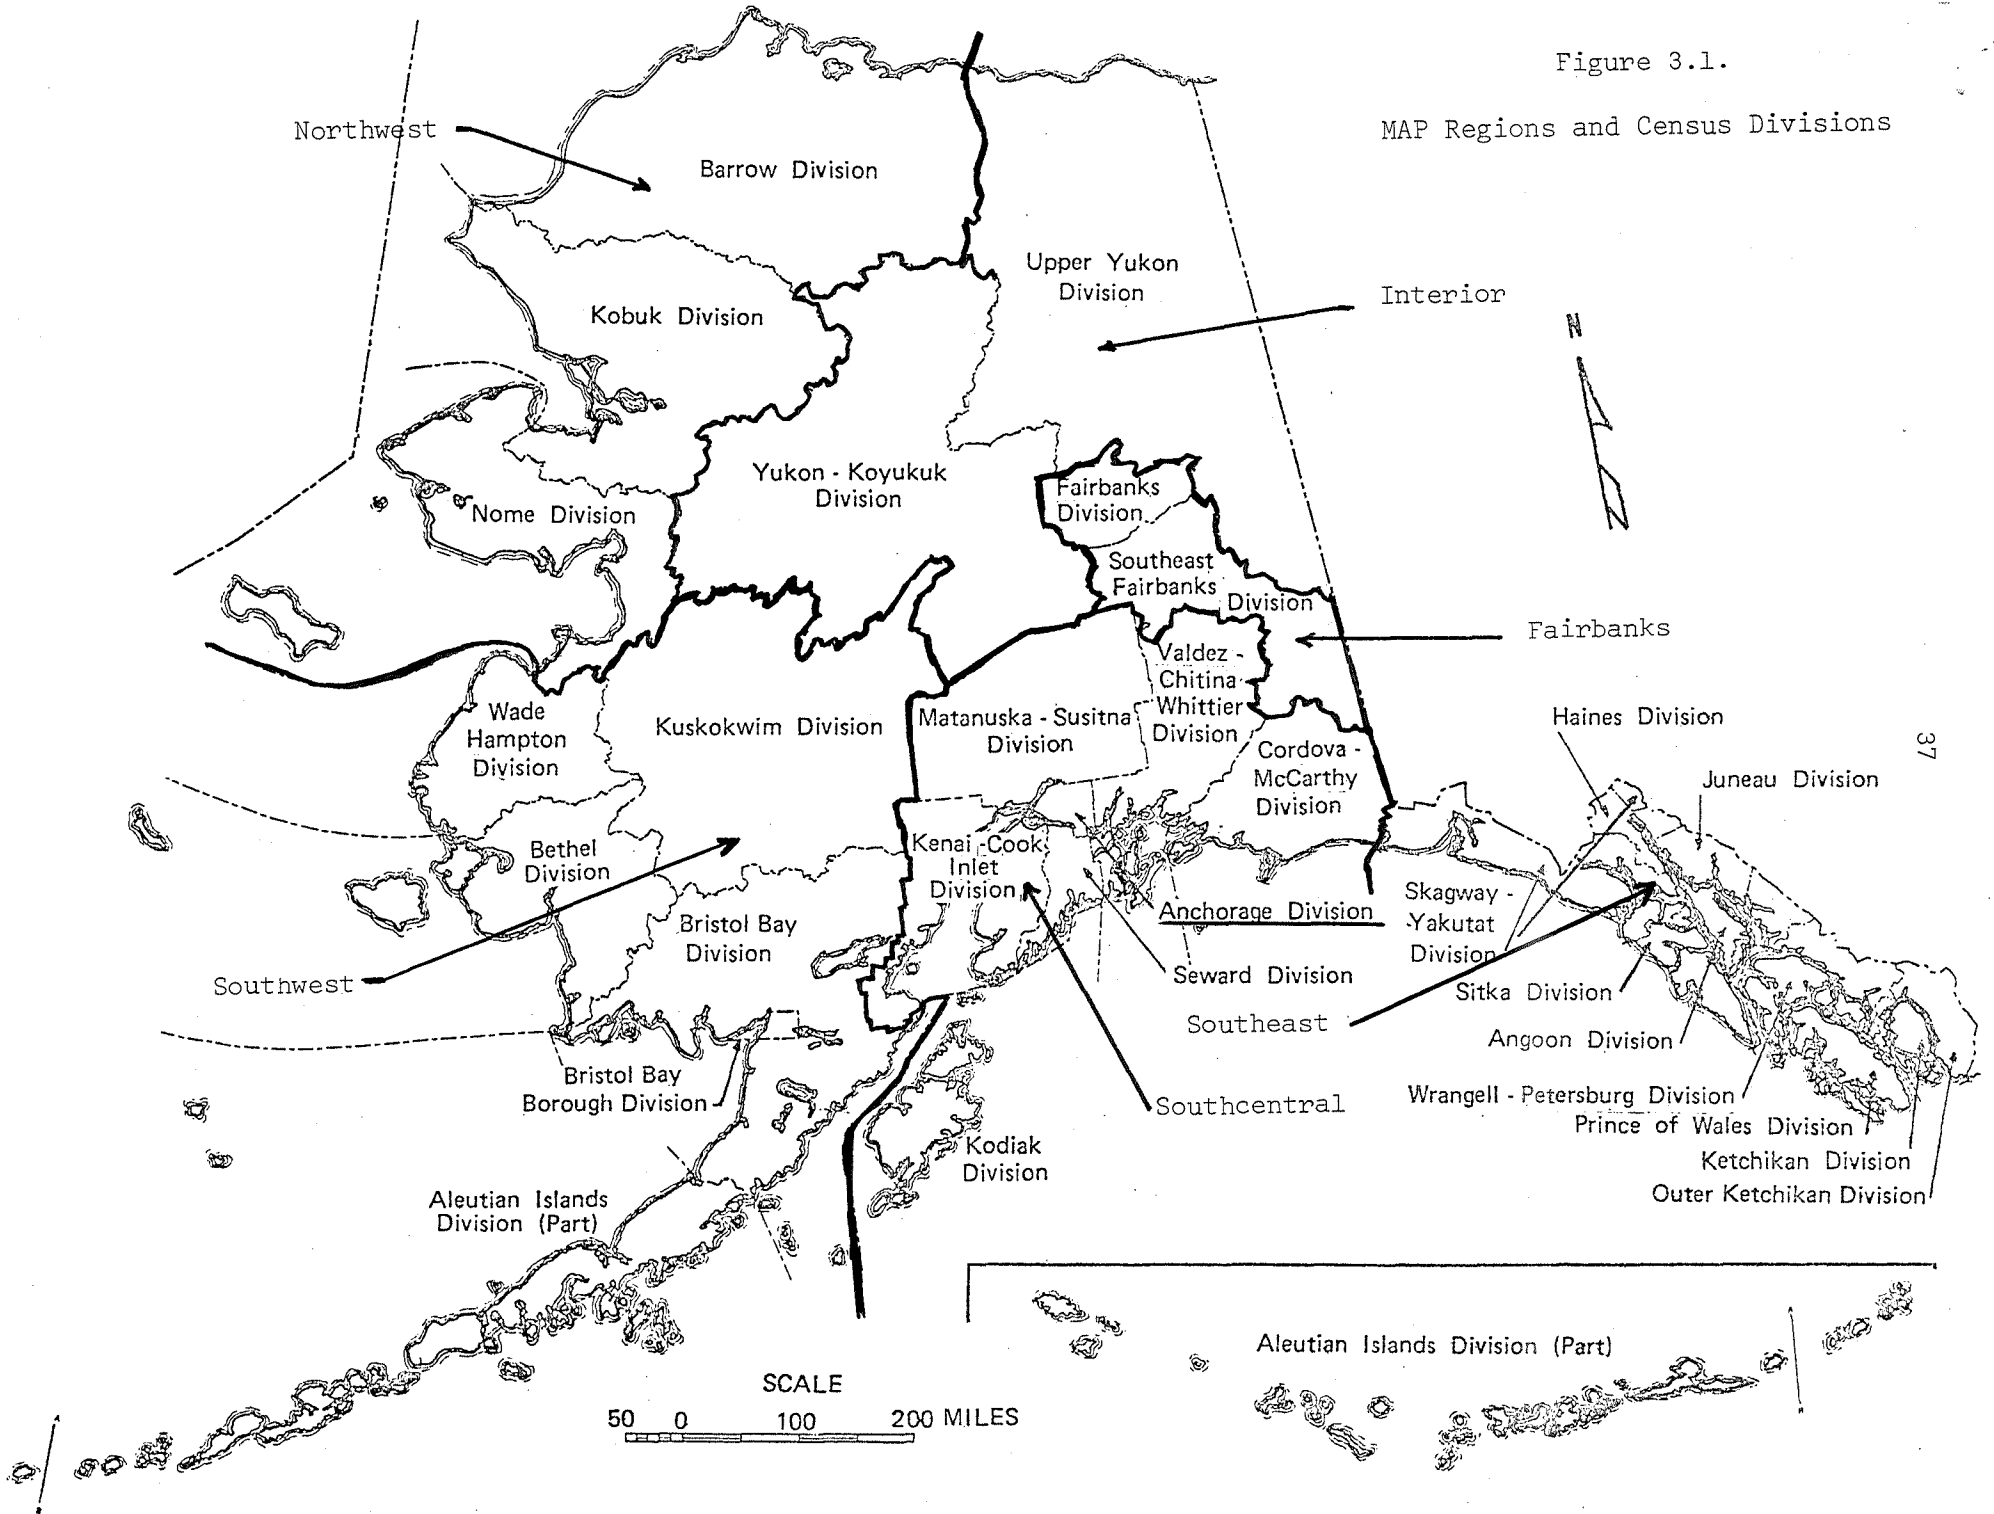 Figure 3.1.
MAP Regions and Census Divisions
Northwest
Barrow Division
Upper Yukon
Division
Interior
Kobuk Division
N
Yukon - Koyukuk
Division
Fairbanks
Division
Nome Division
Southeast
Fairbanks
Division
Fairbanks
Valdez -
Chitina
Whittier
Division
Wade
Hampton
Division
Kuskokwim Division
Matanuska - Susitna
Division
Haines Division
37
Cordova -
McCarthy
Division
Juneau Division
Bethel
Division
Kenai - Cook
Inlet
Division
Anchorage Division
Skagway -
Yakutat
Division
Bristol Bay
Division
Southwest
Seward Division
Sitka Division
Southeast
Angoon Division
Bristol Bay
Borough Division
Southcentral
Wrangell - Petersburg Division
Prince of Wales Division
Kodiak
Division
Ketchikan Division
Outer Ketchikan Division
Aleutian Islands
Division (Part)
Aleutian Islands Division (Part)
SCALE
50 0 100 200 MILES